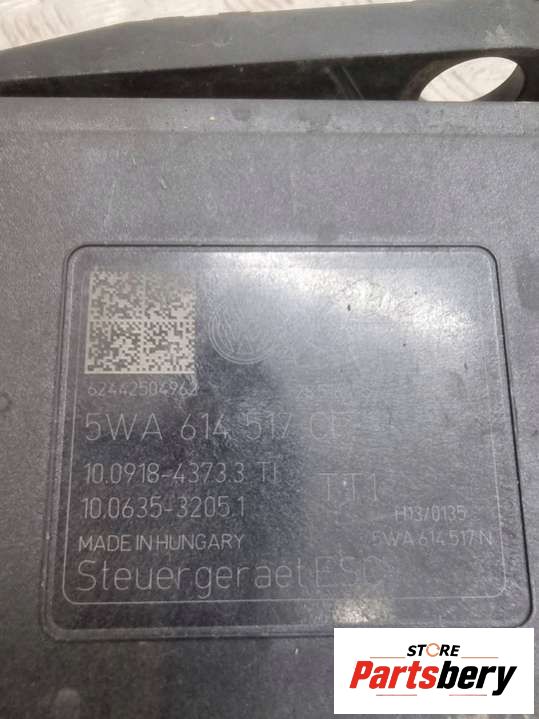 62442504962
5WA 614 517
10.0918-4373.3 TI
TT1
10.0635-3205.1
H13/0135
MADE IN HUNGARY
5WA 614 517 N
Steuergeraet ESC
STORE
Partsbery